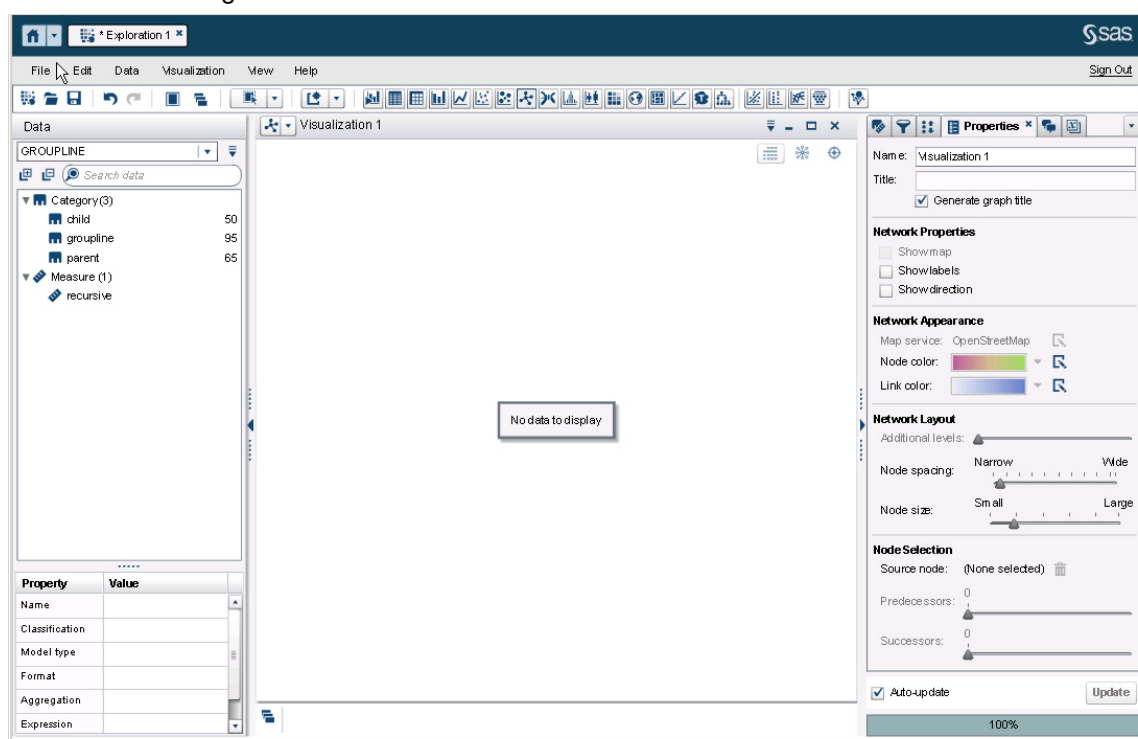 * Exploration 1 ×
sas
File Edit Data Visualization View Help
Sign Out
Data
GROUPLINE
Search data
Category(3)
child 50
groupline 95
parent 65
Measure (1)
recursive
Property Value
Name
Classification
Model type
Format
Aggregation
Expression
Visualization 1
No data to display
Properties ×
Name: Visualization 1
Title:
Generate graph title
Network Properties
Show map
Show labels
Show direction
Network Appearance
Map service: OpenStreetMap
Node color:
Link color:
Network Layout
Additional levels:
Node spacing: Narrow Wide
Node size: Small Large
Node Selection
Source node: (None selected)
Predecessors: 0
Successors: 0
Auto-update Update
100%